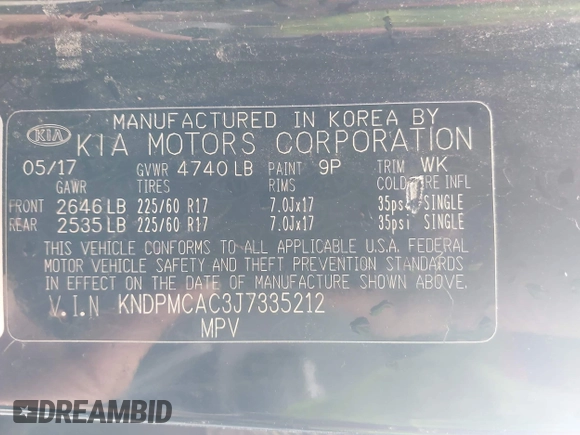 MANUFACTURED IN KOREA BY
KIA KIA MOTORS CORPORATION
05/17 GVWR 4740 LB PAINT 9P TRIM WK
GAWR TIRES RIMS COLD INFL
FRONT 2646 LB 225/60 R17 7.0Jx17 35psi SINGLE
REAR 2535 LB 225/60 R17 7.0Jx17 35psi SINGLE
THIS VEHICLE CONFORMS TO ALL APPLICABLE U.S.A. FEDERAL
MOTOR VEHICLE SAFETY AND THEFT PREVENTION STANDARDS
IN EFFECT ON THE DATE OF MANUFACTURE SHOWN ABOVE.
V.I.N KNDPMCAC3J7335212
MPV
DREAMBID